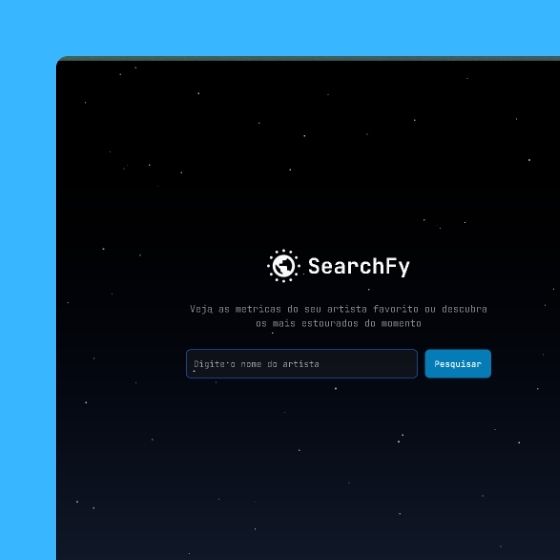 SearchFy
Veja as metricas do seu artista favorito ou descubra
os mais estourados do momento
Digite o nome do artista
Pesquisar